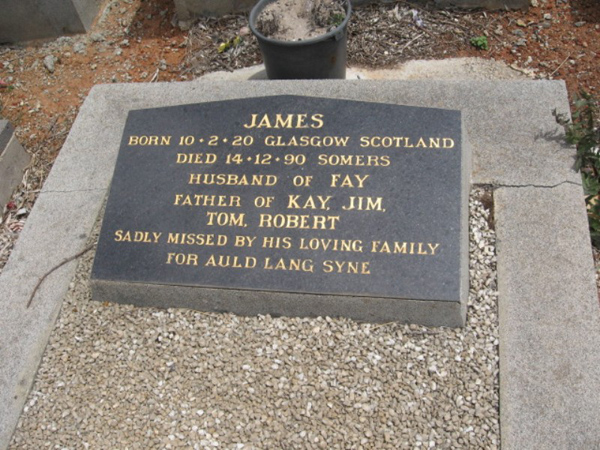 JAMES
BORN 10·2·20 GLASGOW SCOTLAND
DIED 14·12·90 SOMERS
HUSBAND OF FAY
FATHER OF KAY, JIM,
TOM, ROBERT
SADLY MISSED BY HIS LOVING FAMILY
FOR AULD LANG SYNE